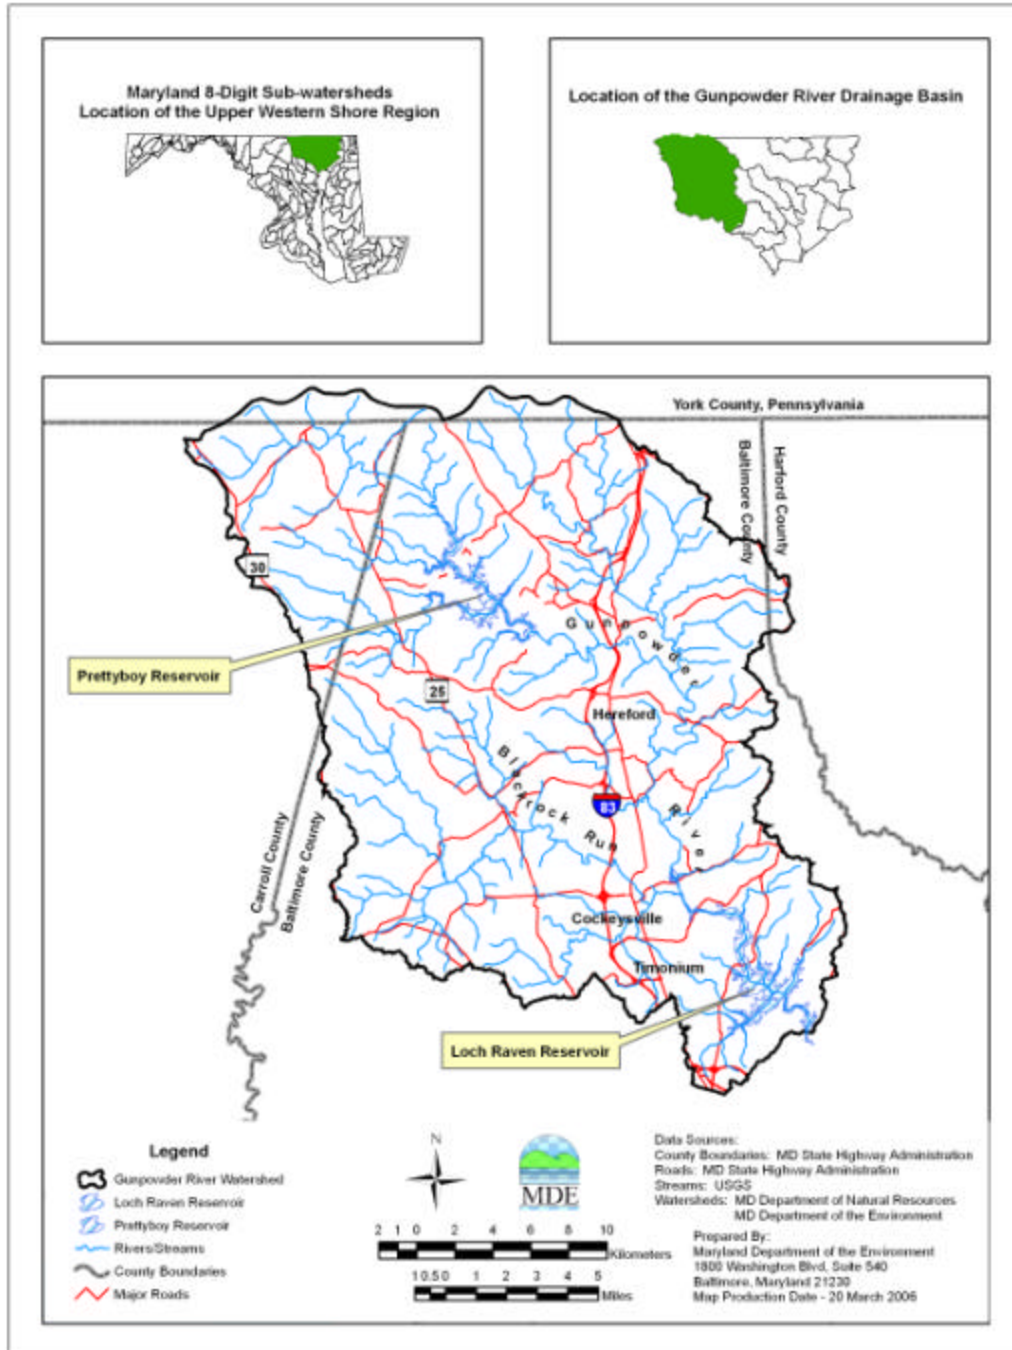 Maryland 8-Digit Sub-watersheds
Location of the Upper Western Shore Region
Location of the Gunpowder River Drainage Basin
York County, Pennsylvania
Baltimore County
Harford County
30
Prettyboy Reservoir
Gunpowder
25
Hereford
Blackrock Run
83
River
Carroll County
Baltimore County
Cockeysville
Timonium
Loch Raven Reservoir
Legend
Gunpowder River Watershed
Loch Raven Reservoir
Prettyboy Reservoir
Rivers/Streams
County Boundaries
Major Roads
N
MDE
2 1 0 2 4 6 8 10
Kilometers
1 0.5 0 1 2 3 4 5
Miles
Data Sources:
County Boundaries: MD State Highway Administration
Roads: MD State Highway Administration
Streams: USGS
Watersheds: MD Department of Natural Resources
MD Department of the Environment
Prepared By:
Maryland Department of the Environment
1800 Washington Blvd, Suite 540
Baltimore, Maryland 21230
Map Production Date - 20 March 2006